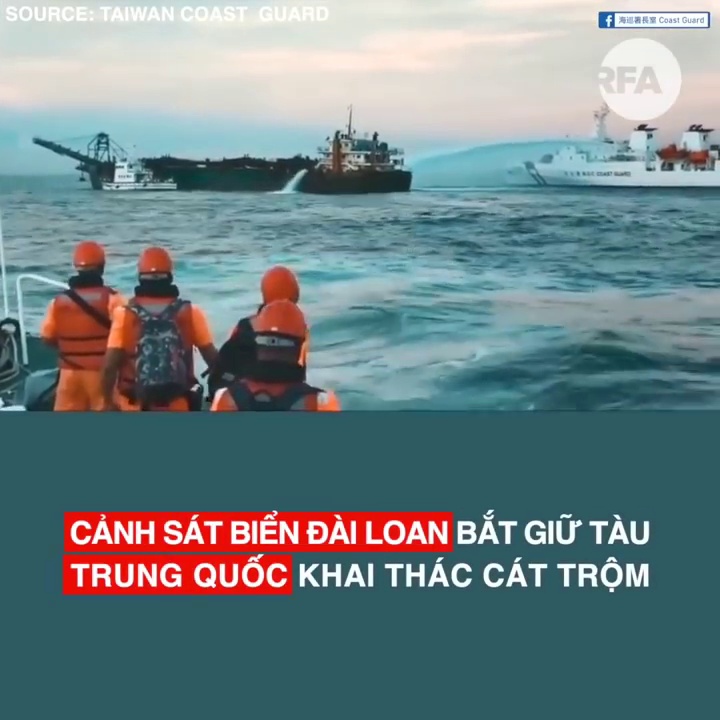 SOURCE: TAIWAN COAST GUARD
海巡署長室 Coast Guard
RFA
COAST GUARD
CẢNH SÁT BIỂN ĐÀI LOAN BẮT GIỮ TÀU
TRUNG QUỐC KHAI THÁC CÁT TRỘM